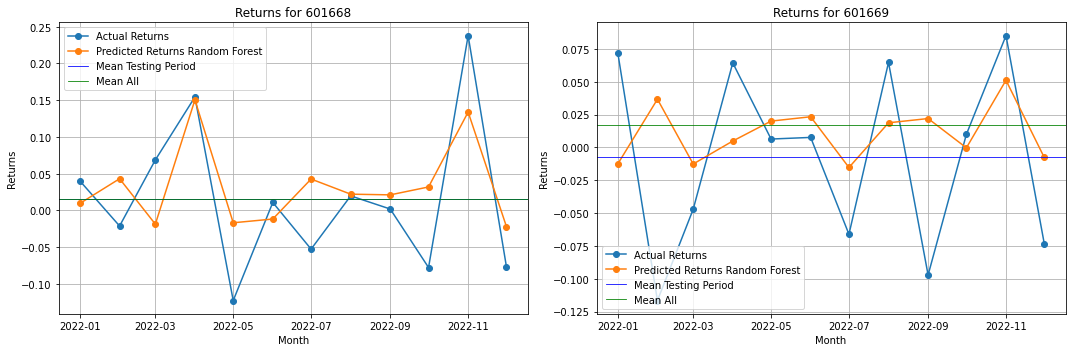 Returns for 601668
Returns
0.25
0.20
0.15
0.10
0.05
0.00
−0.05
−0.10
Actual Returns
Predicted Returns Random Forest
Mean Testing Period
Mean All
2022-01 2022-03 2022-05 2022-07 2022-09 2022-11
Month
Returns for 601669
Returns
0.075
0.050
0.025
0.000
−0.025
−0.050
−0.075
−0.100
−0.125
Actual Returns
Predicted Returns Random Forest
Mean Testing Period
Mean All
2022-01 2022-03 2022-05 2022-07 2022-09 2022-11
Month